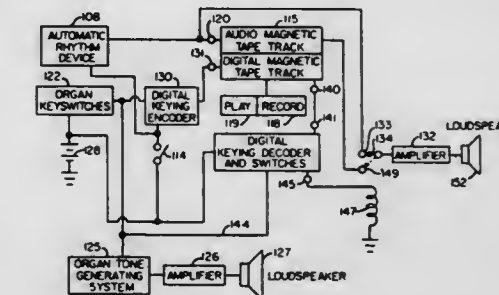 108
120
115
AUTOMATIC
RHYTHM
DEVICE
AUDIO MAGNETIC
TAPE TRACK
131
DIGITAL MAGNETIC
TAPE TRACK
122
130
140
ORGAN
KEYSWITCHES
DIGITAL
KEYING
ENCODER
PLAY
RECORD
119
118
141
133
134
132
LOUDSPEAKER
AMPLIFIER
128
114
DIGITAL
KEYING DECODER
AND SWITCHES
149
152
145
147
144
125
126
127
ORGAN TONE
GENERATING
SYSTEM
AMPLIFIER
LOUDSPEAKER